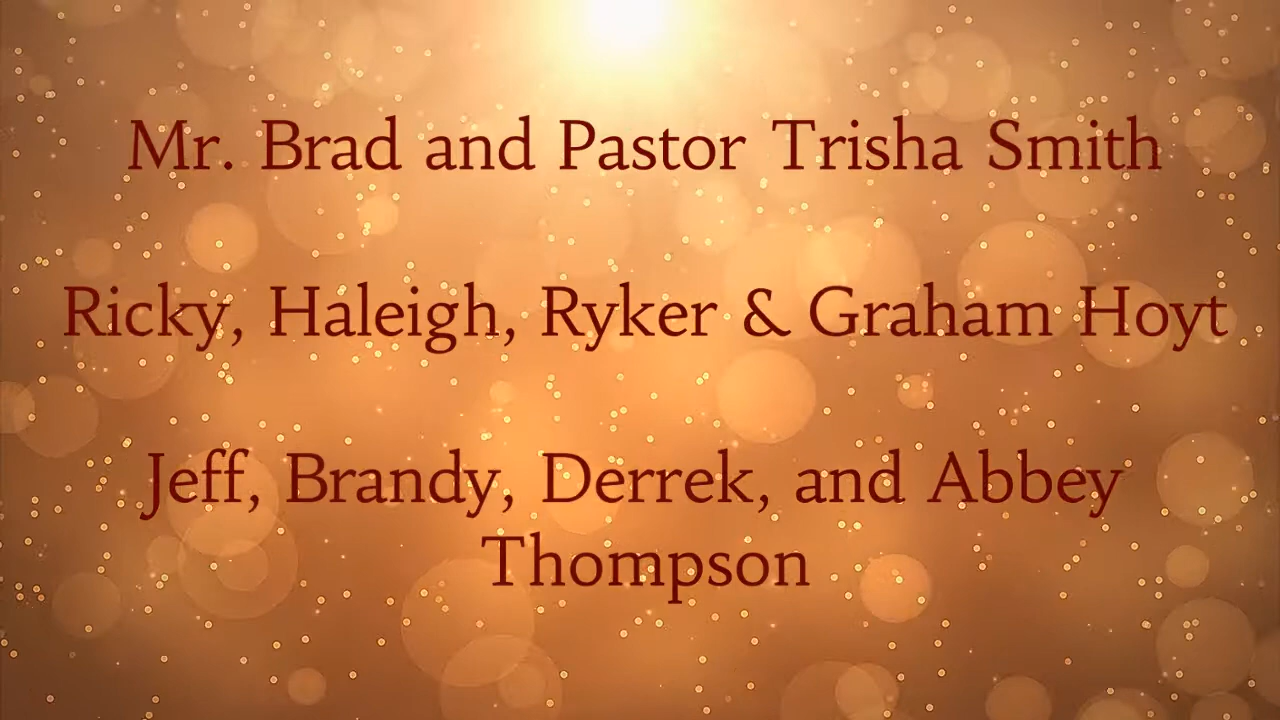 Mr. Brad and Pastor Trisha Smith
Ricky, Haleigh, Ryker & Graham Hoyt
Jeff, Brandy, Derrek, and Abbey
Thompson